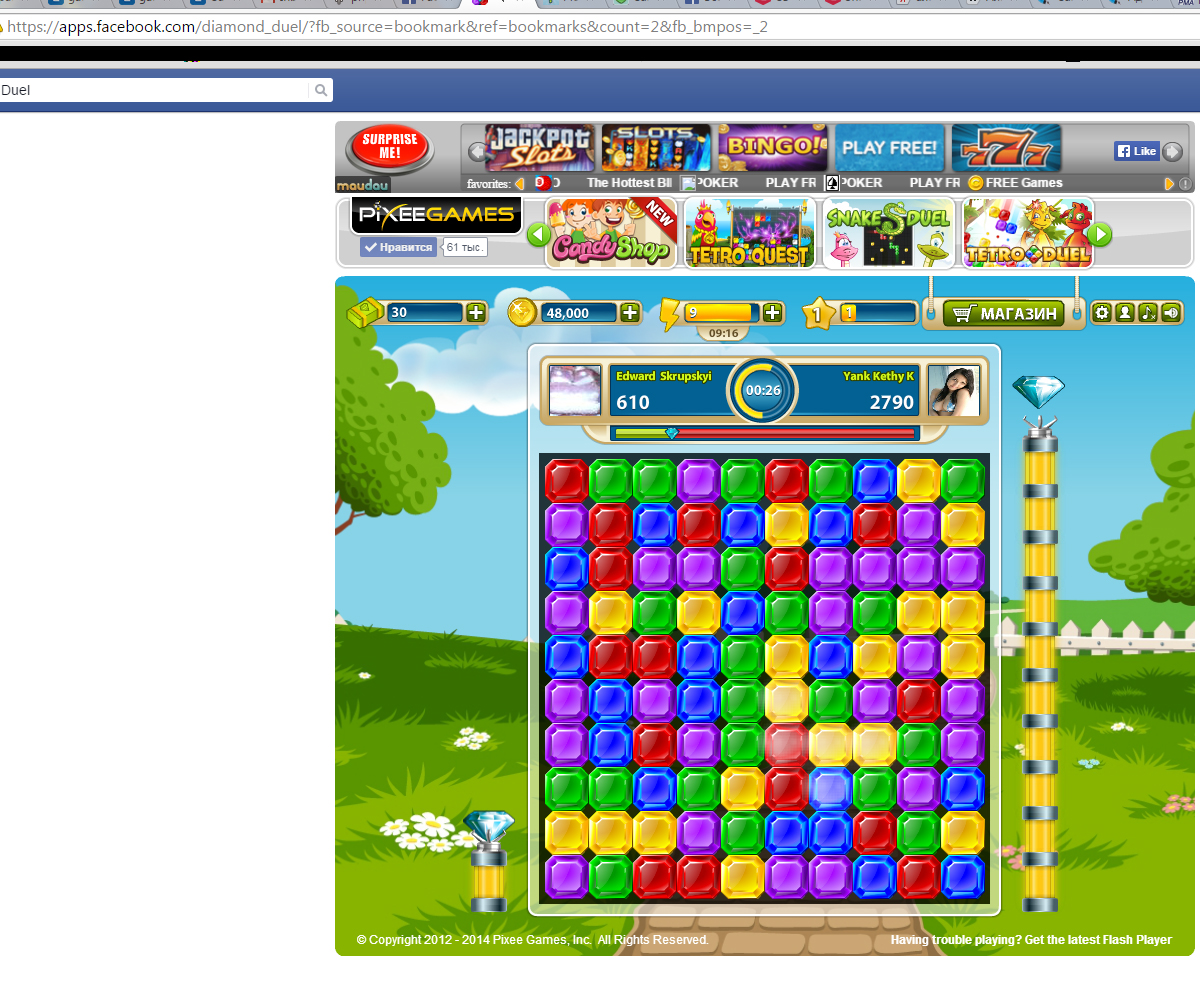 https://apps.facebook.com/diamond_duel/?fb_source=bookmark&ref=bookmarks&count=2&fb_bmpos=_2
Duel
SURPRISE ME!
JACKPOT Slots
SLOTS
BINGO!
PLAY FREE!
777
Like
maudau
favorites:
The Hottest Bll
POKER
PLAY FR
POKER
PLAY FR
FREE Games
PIXEEGAMES
Нравится
61 тыс.
NEW
Candy Shop
TETRO QUEST
SNAKE DUEL
TETRO DUEL
30
48,000
9
09:16
1
1
МАГАЗИН
Edward Skrupskyi
610
00:26
Yank Kethy K
2790
© Copyright 2012 - 2014 Pixee Games, Inc. All Rights Reserved.
Having trouble playing? Get the latest Flash Player